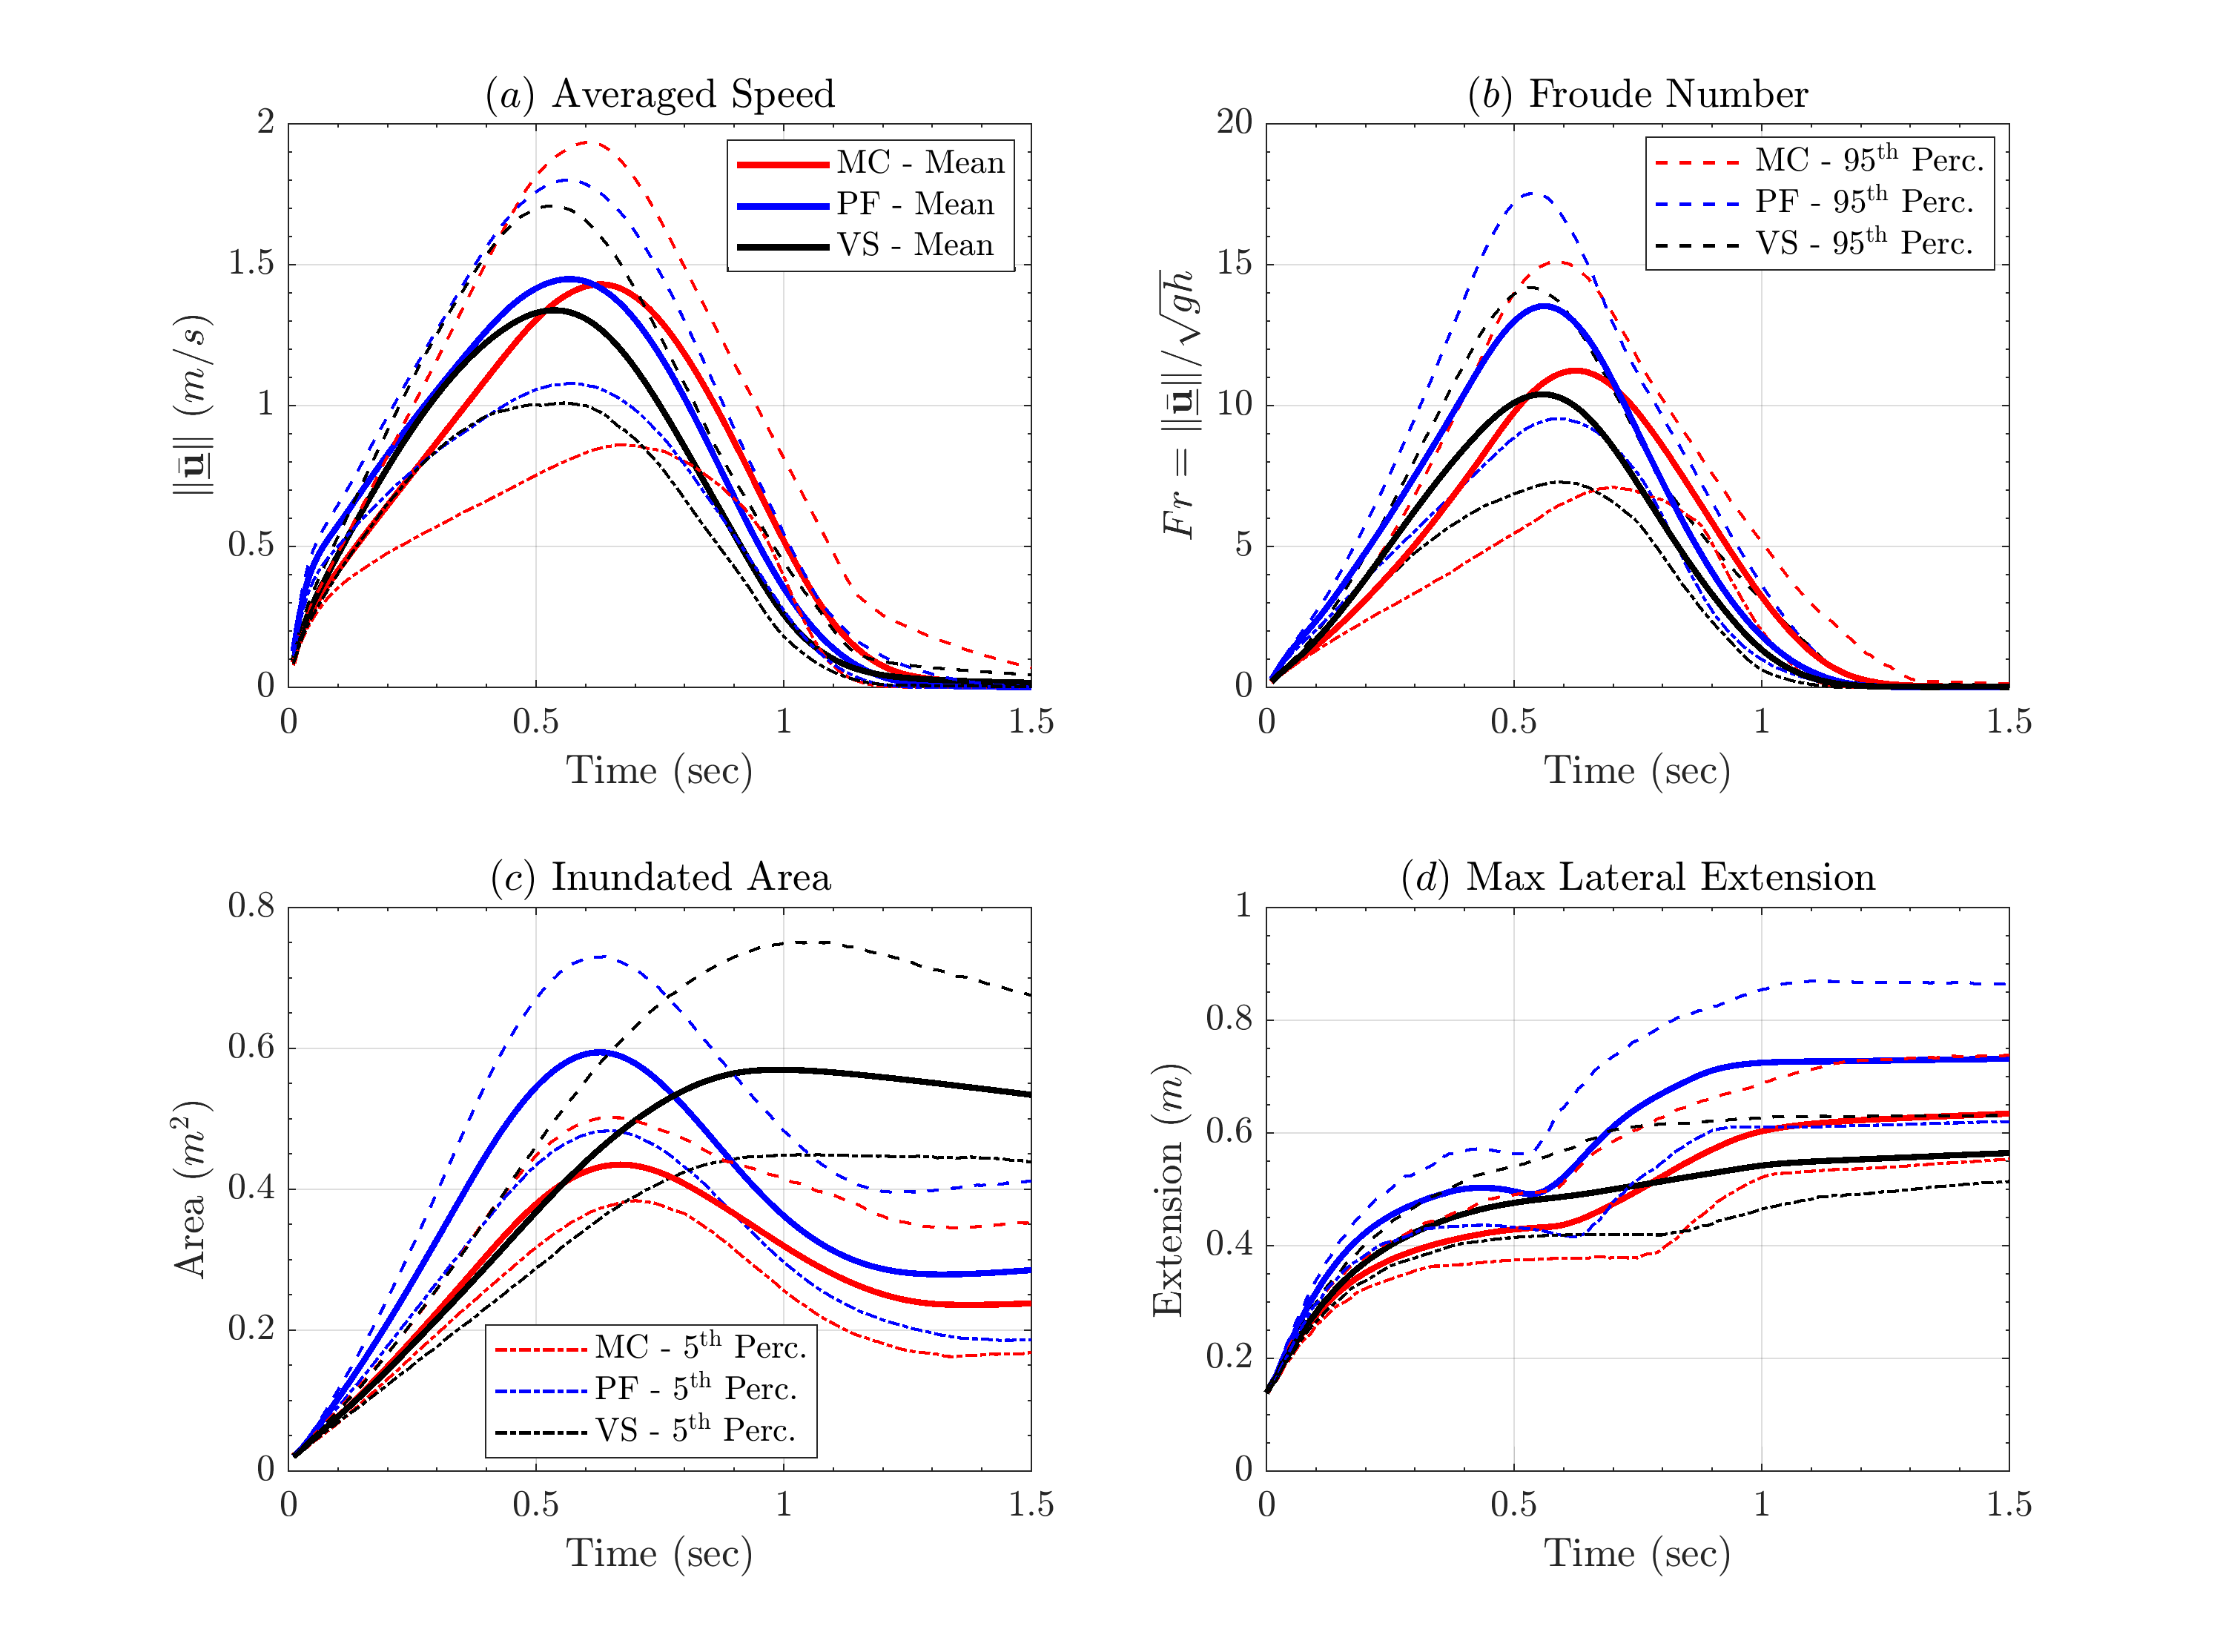 (a) Averaged Speed
2
1.5
1
0.5
0
0 0.5 1 1.5
||ū|| (m/s)
Time (sec)
MC - Mean
PF - Mean
VS - Mean
(b) Froude Number
20
15
10
5
0
0 0.5 1 1.5
Fr = ||ū||/√gh
Time (sec)
MC - 95th Perc.
PF - 95th Perc.
VS - 95th Perc.
(c) Inundated Area
0.8
0.6
0.4
0.2
0
0 0.5 1 1.5
Area (m²)
Time (sec)
MC - 5th Perc.
PF - 5th Perc.
VS - 5th Perc.
(d) Max Lateral Extension
1
0.8
0.6
0.4
0.2
0
0 0.5 1 1.5
Extension (m)
Time (sec)